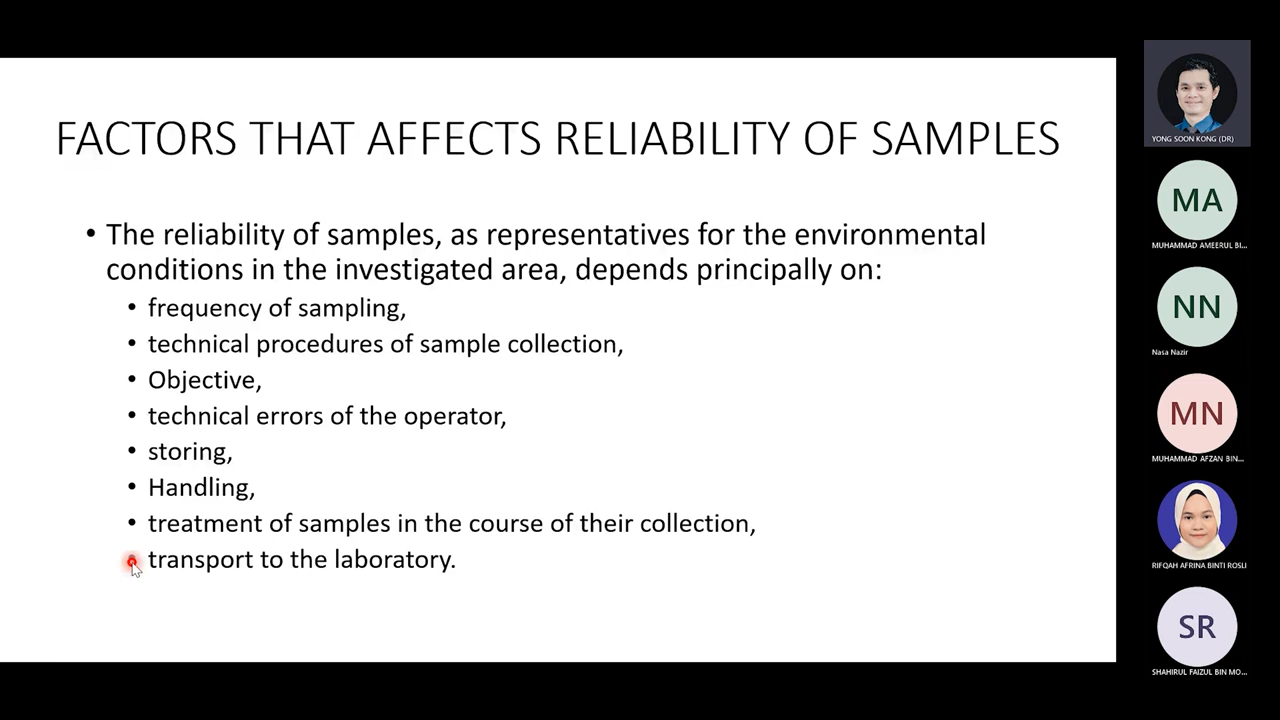 FACTORS THAT AFFECTS RELIABILITY OF SAMPLES
• The reliability of samples, as representatives for the environmental
conditions in the investigated area, depends principally on:
• frequency of sampling,
• technical procedures of sample collection,
• Objective,
• technical errors of the operator,
• storing,
• Handling,
• treatment of samples in the course of their collection,
• transport to the laboratory.
YONG SOON KONG (DR)
MA
MUHAMMAD AMEERUL BI...
NN
Nasa Nazir
MN
MUHAMMAD AFZAN BIN...
RIFQAH AFRINA BINTI ROSLI
SR
SHAHIRUL FAIZUL BIN MO...